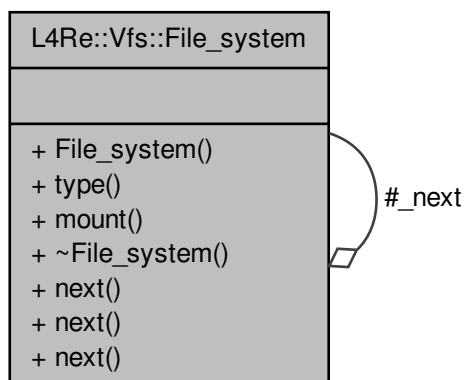 L4Re::Vfs::File_system
+ File_system()
+ type()
+ mount()
+ ~File_system()
+ next()
+ next()
+ next()
#_next